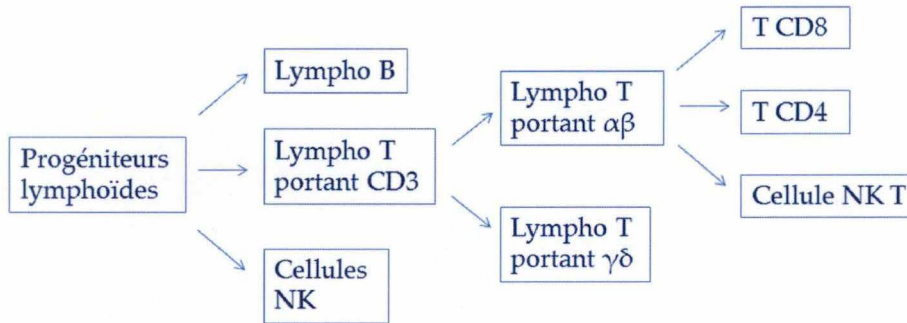 Progéniteurs
lymphoïdes
Lympho B
Lympho T
portant CD3
Cellules
NK
Lympho T
portant αβ
Lympho T
portant γδ
T CD8
T CD4
Cellule NK T